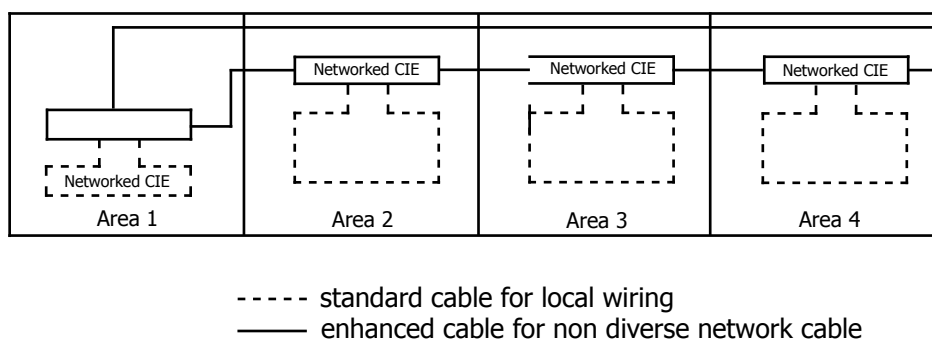 Networked CIE
Networked CIE
Networked CIE
Networked CIE
Area 1
Area 2
Area 3
Area 4
standard cable for local wiring
enhanced cable for non diverse network cable